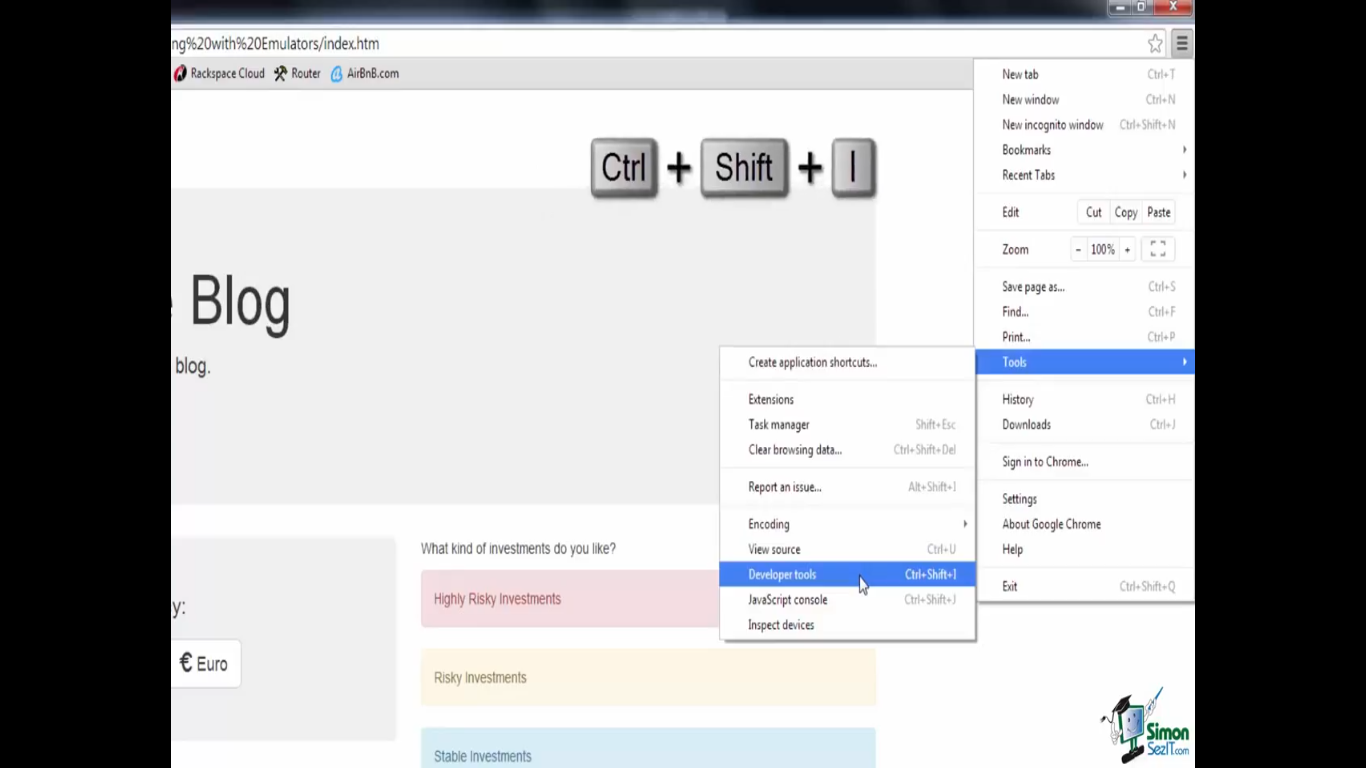 ng%20with%20Emulators/index.htm
Rackspace Cloud Router AirBnB.com
New tab Ctrl+T
New window Ctrl+N
New incognito window Ctrl+Shift+N
Bookmarks
Recent Tabs
Edit Cut Copy Paste
Zoom - 100% +
Save page as... Ctrl+S
Find... Ctrl+F
Print... Ctrl+P
Tools
History Ctrl+H
Downloads Ctrl+J
Sign in to Chrome...
Settings
About Google Chrome
Help
Exit Ctrl+Shift+Q
Create application shortcuts...
Extensions
Task manager Shift+Esc
Clear browsing data... Ctrl+Shift+Del
Report an issue... Alt+Shift+I
Encoding
View source Ctrl+U
Developer tools Ctrl+Shift+I
JavaScript console Ctrl+Shift+J
Inspect devices
Ctrl + Shift + I
Blog
blog.
y:
€ Euro
What kind of investments do you like?
Highly Risky Investments
Risky Investments
Stable Investments
Simon
SezIT.com